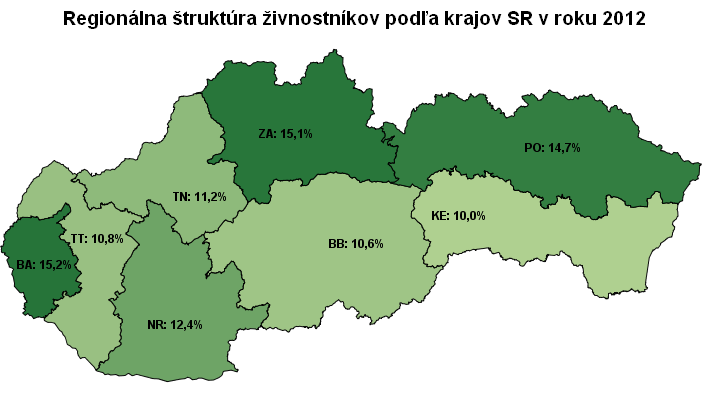 Regionálna štruktúra živnostníkov podľa krajov SR v roku 2012
ZA: 15,1%
PO: 14,7%
TN: 11,2%
KE: 10,0%
TT: 10,8%
BB: 10,6%
BA: 15,2%
NR: 12,4%